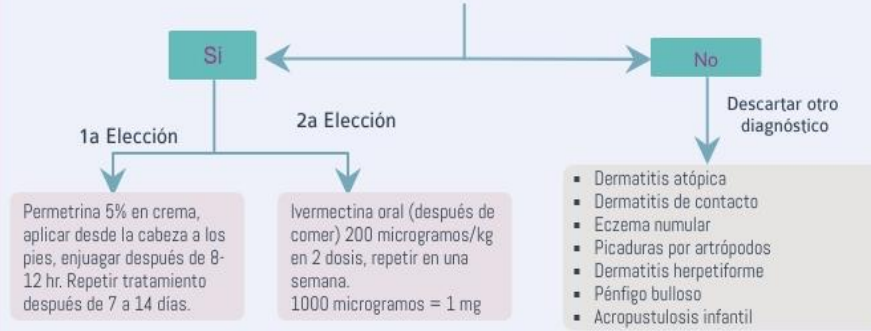 Si
No
1a Elección
2a Elección
Descartar otro
diagnóstico
Permetrina 5% en crema,
aplicar desde la cabeza a los
pies, enjuagar después de 8-
12 hr. Repetir tratamiento
después de 7 a 14 días.
Ivermectina oral (después de
comer) 200 microgramos/kg
en 2 dosis, repetir en una
semana.
1000 microgramos = 1 mg
▪ Dermatitis atópica
▪ Dermatitis de contacto
▪ Eczema numular
▪ Picaduras por artrópodos
▪ Dermatitis herpetiforme
▪ Pénfigo bulloso
▪ Acropustulosis infantil